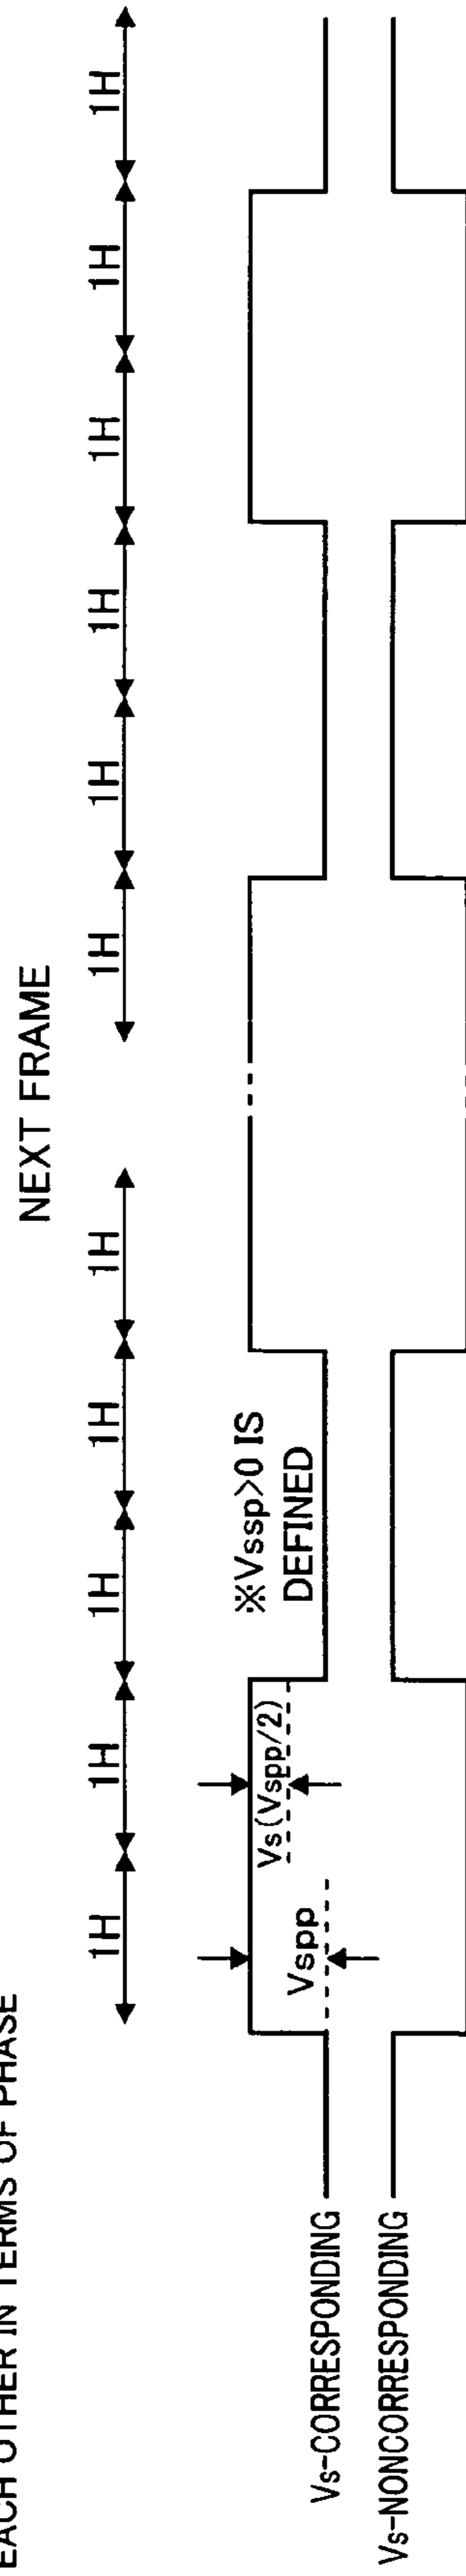 EACH OTHER IN TERMS OF PHASE
NEXT FRAME
1H 1H 1H 1H 1H 1H 1H 1H 1H 1H 1H
※Vssp>0 IS
DEFINED
Vs(Vspp/2)
Vspp
Vs-CORRESPONDING
Vs-NONCORRESPONDING